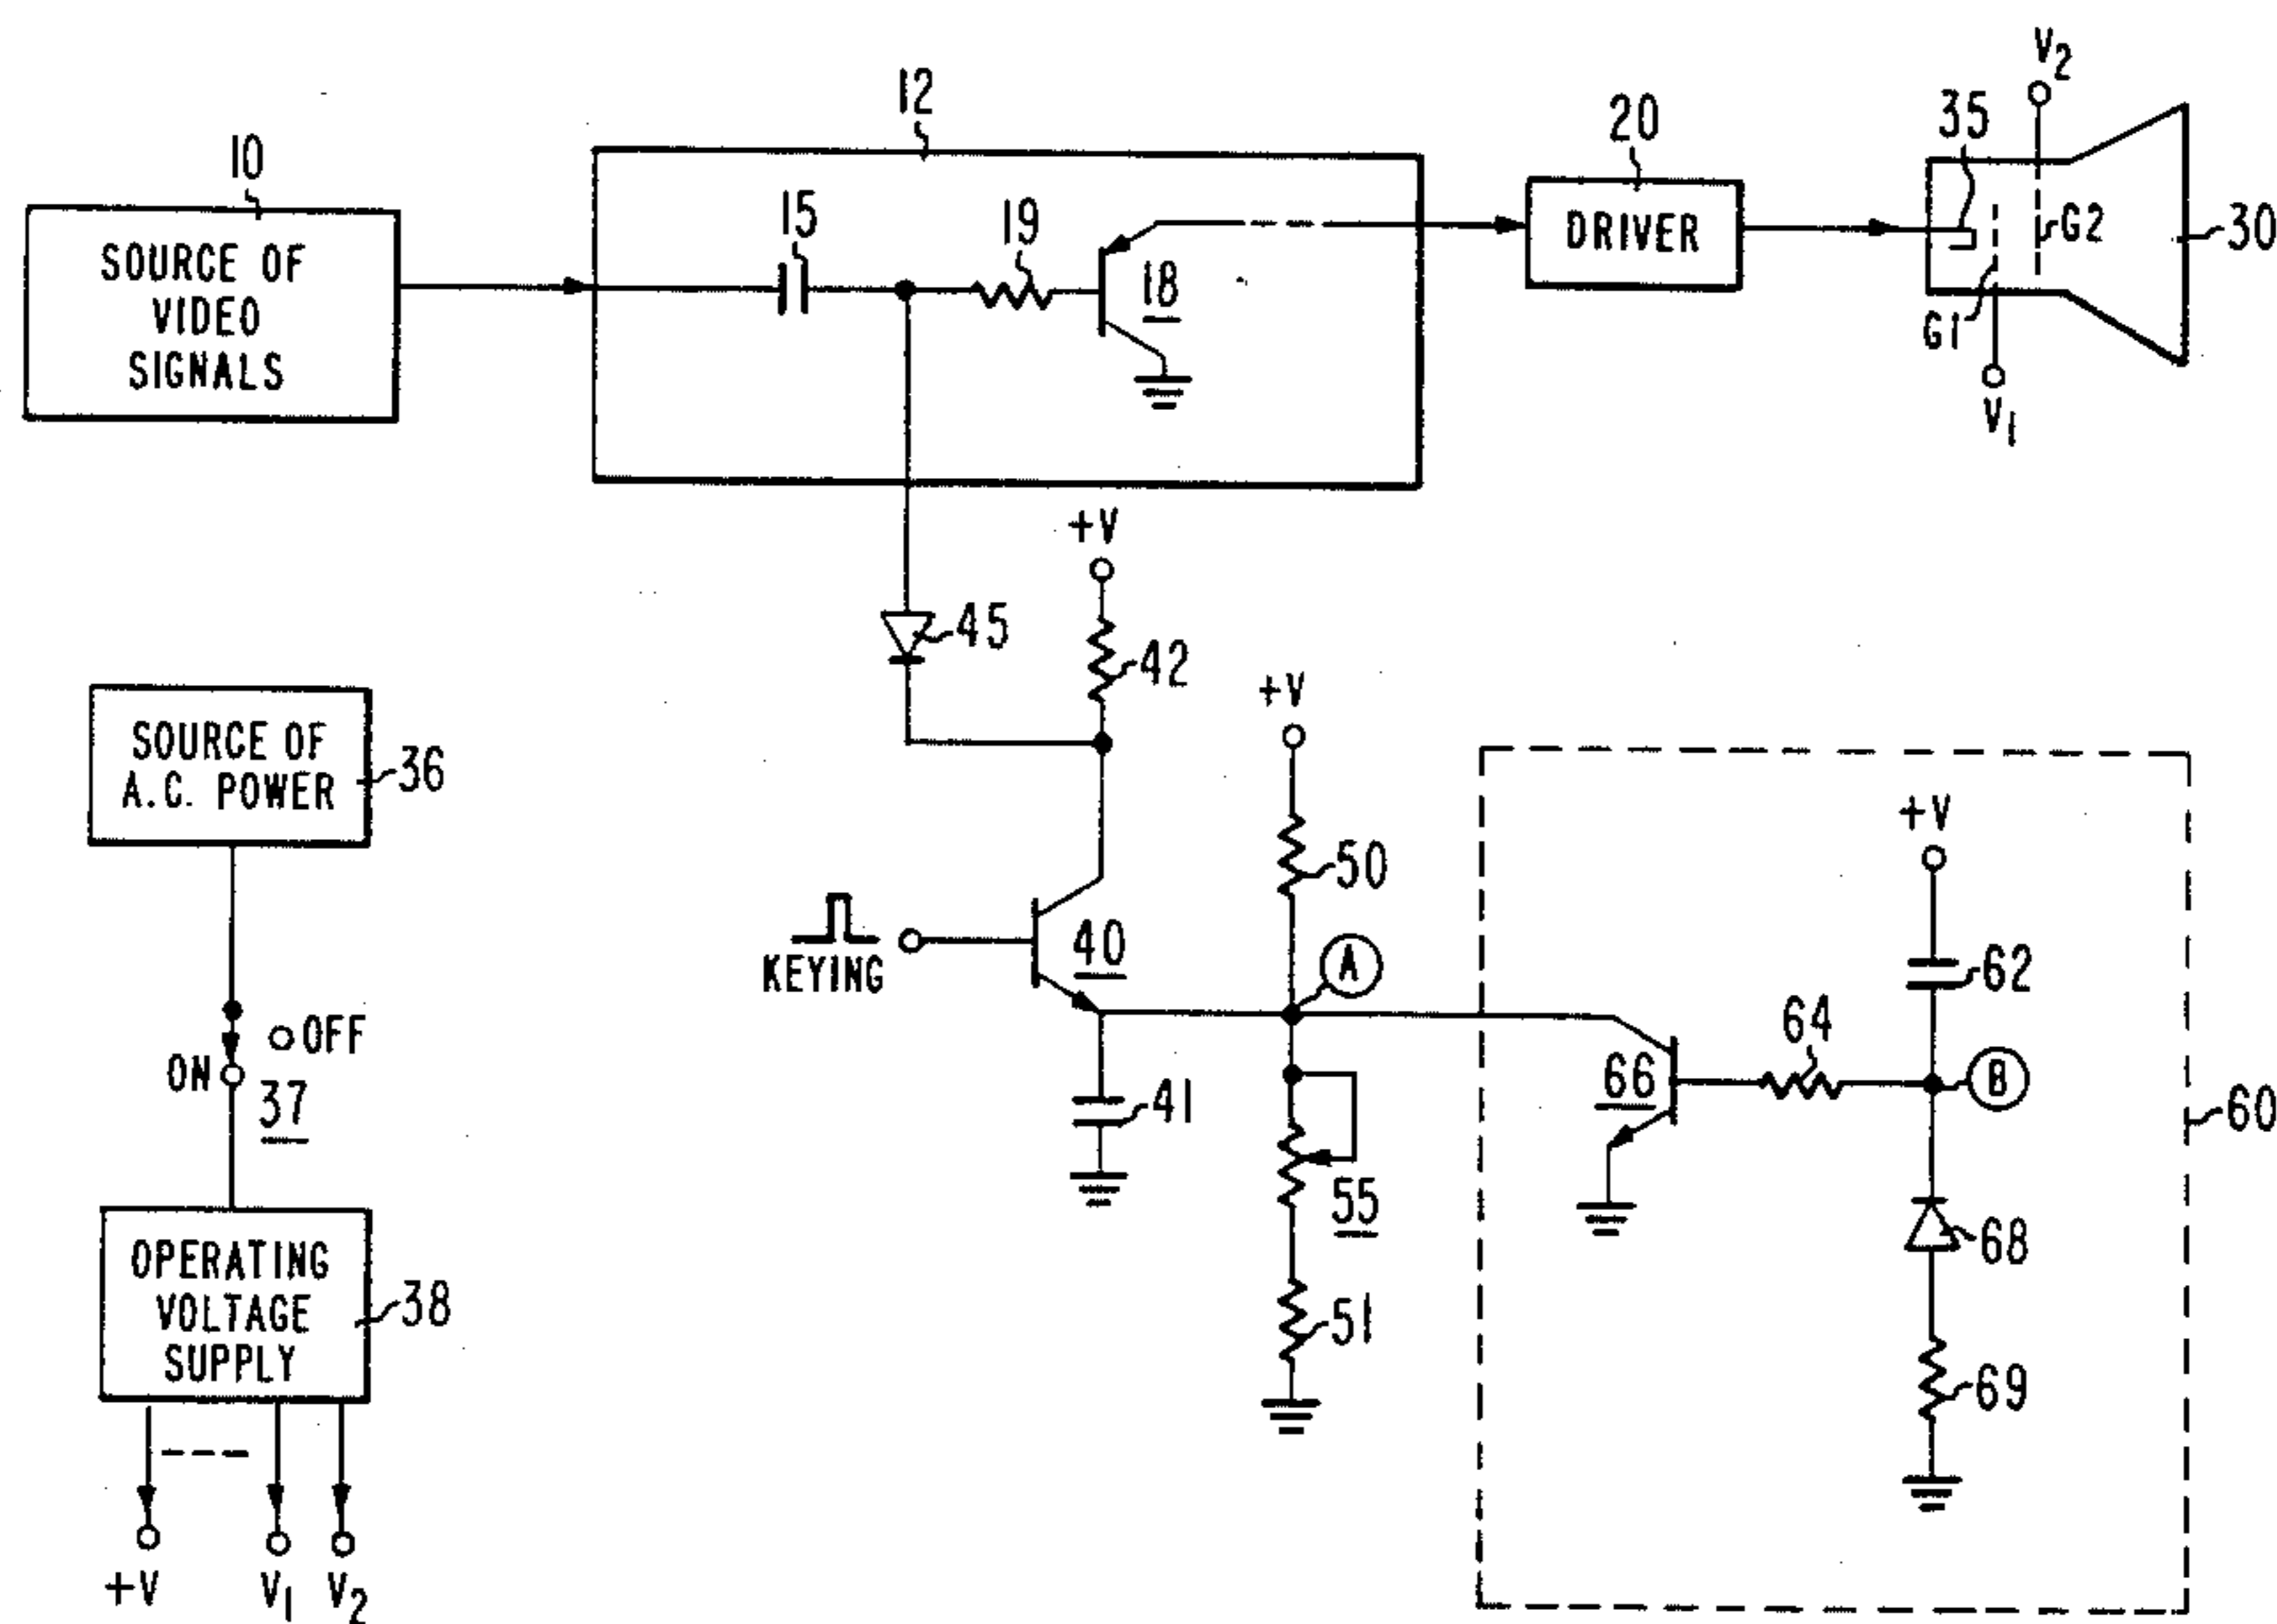 10
SOURCE OF
VIDEO
SIGNALS
12
15
19
18
20
DRIVER
V2
35
G2
30
G1
V1
+V
45
42
SOURCE OF
A.C. POWER
36
ON
OFF
37
OPERATING
VOLTAGE
SUPPLY
38
+V
V1
V2
KEYING
40
41
+V
50
A
55
51
+V
62
64
66
B
68
69
60